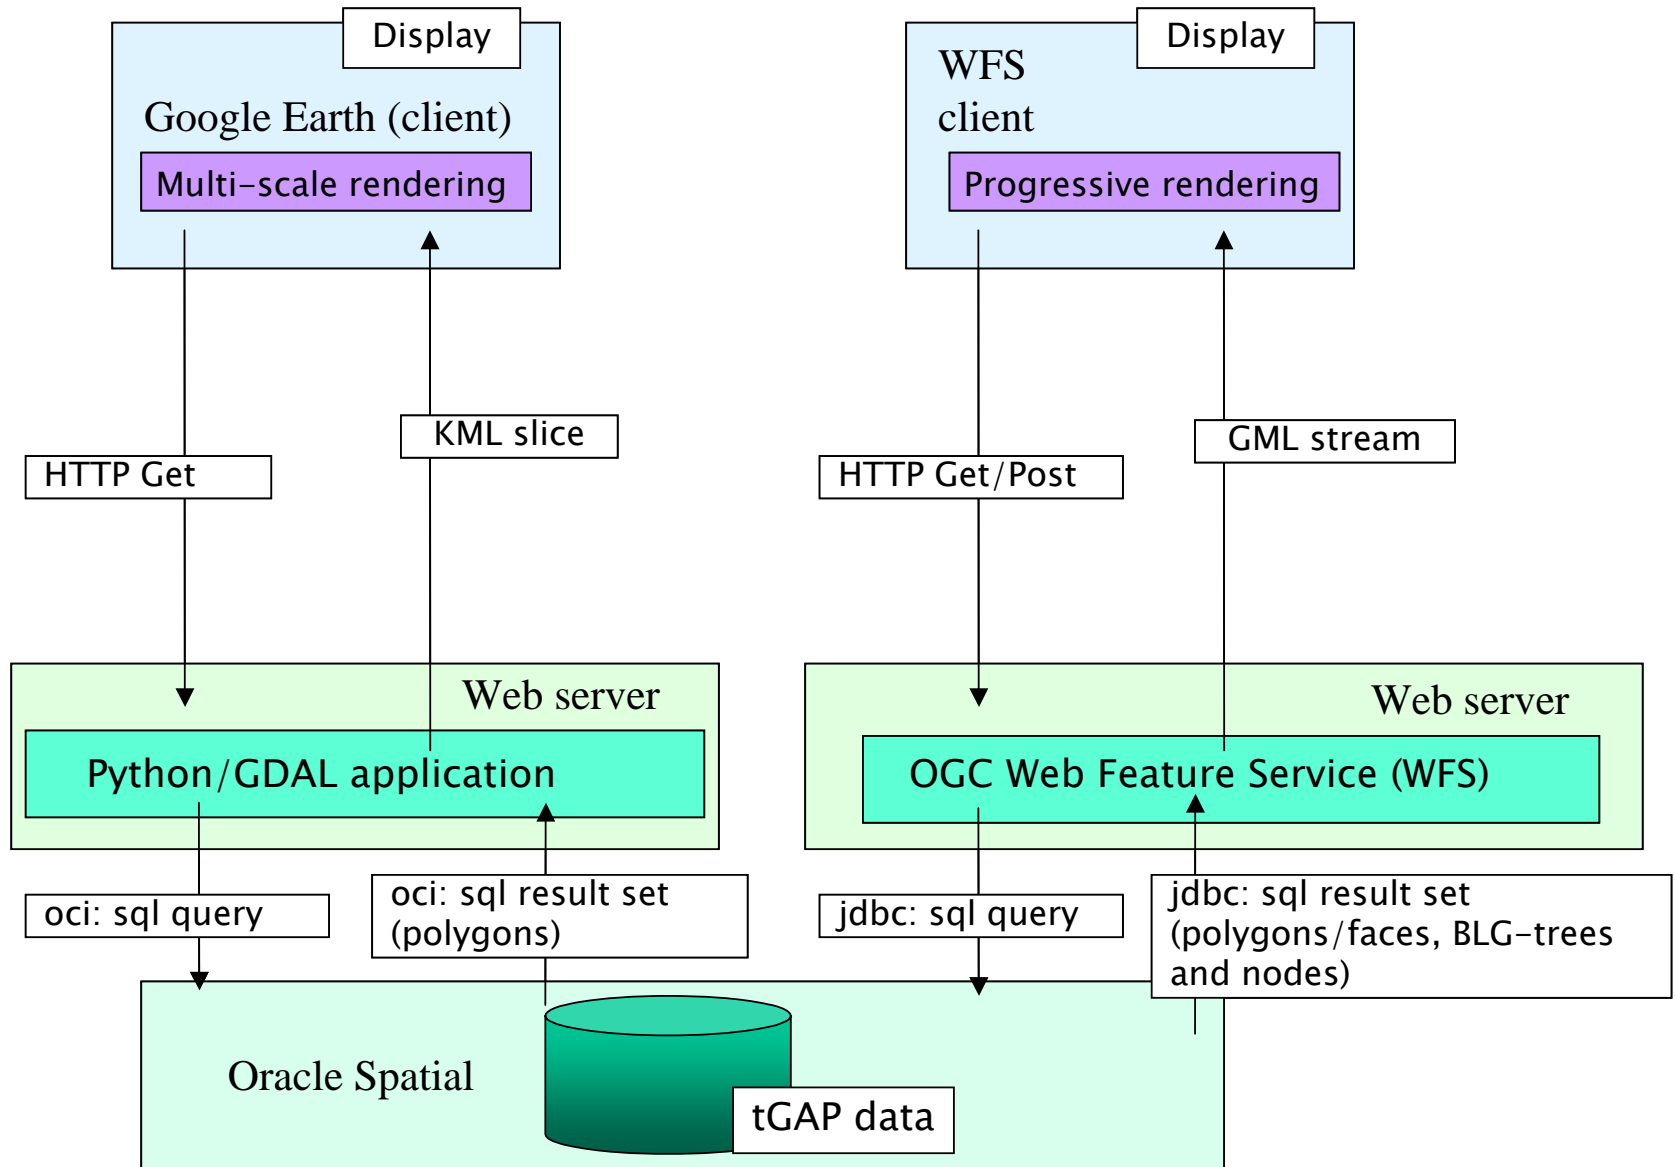 Display
Google Earth (client)
Multi-scale rendering
Display
WFS
client
Progressive rendering
KML slice
HTTP Get
GML stream
HTTP Get/Post
Web server
Python/GDAL application
Web server
OGC Web Feature Service (WFS)
oci: sql query
oci: sql result set
(polygons)
jdbc: sql query
jdbc: sql result set
(polygons/faces, BLG-trees
and nodes)
Oracle Spatial
tGAP data